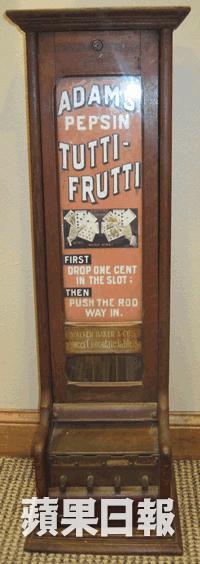 ADAMS'
PEPSIN
TUTTI-
FRUTTI
FIRST
DROP ONE CENT
IN THE SLOT;
THEN
PUSH THE ROD
WAY IN.
WALTER BAKER & CO.'S
蘋果日報